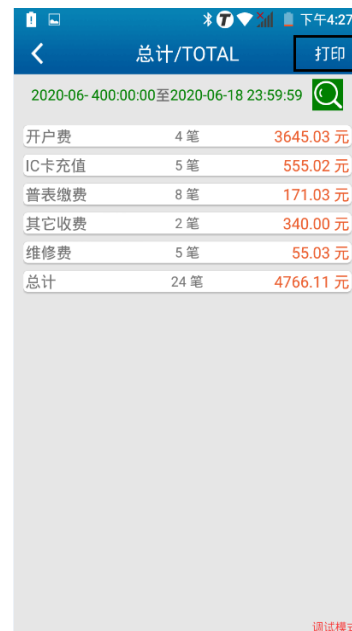 下午4:27
总计/TOTAL 打印
2020-06- 400:00:00至2020-06-18 23:59:59
开户费 4 笔 3645.03 元
IC卡充值 5 笔 555.02 元
普表缴费 8 笔 171.03 元
其它收费 2 笔 340.00 元
维修费 5 笔 55.03 元
总计 24 笔 4766.11 元
调试模式